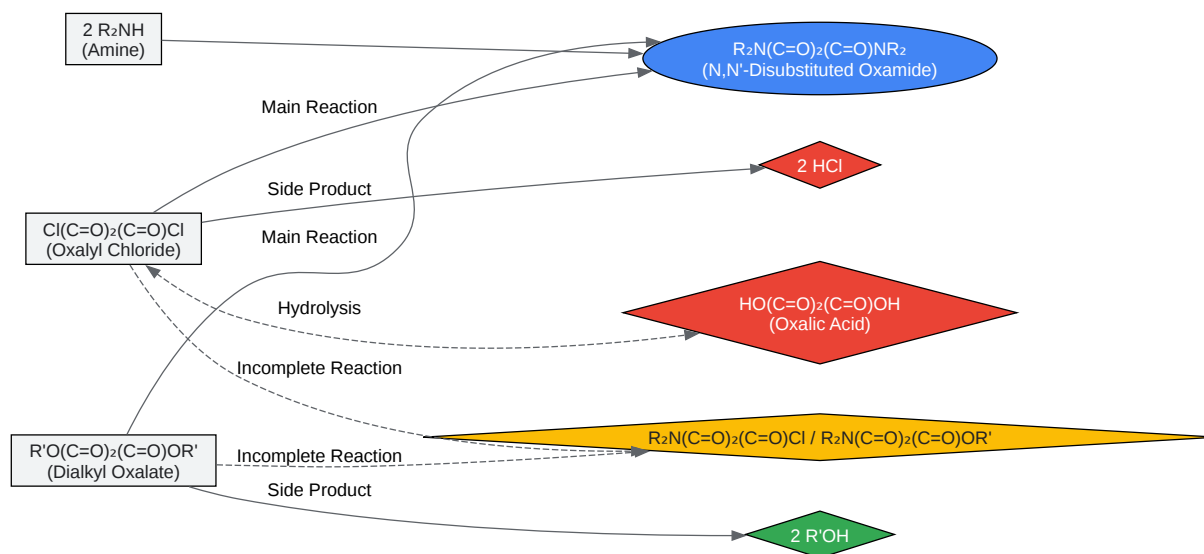 2 R₂NH
(Amine)
R₂N(C=O)₂(C=O)NR₂
(N,N'-Disubstituted Oxamide)
Main Reaction
2 HCl
Side Product
Cl(C=O)₂(C=O)Cl
(Oxalyl Chloride)
Main Reaction
Hydrolysis
HO(C=O)₂(C=O)OH
(Oxalic Acid)
Incomplete Reaction
R₂N(C=O)₂(C=O)Cl / R₂N(C=O)₂(C=O)OR'
R'O(C=O)₂(C=O)OR'
(Dialkyl Oxalate)
Incomplete Reaction
Side Product
2 R'OH